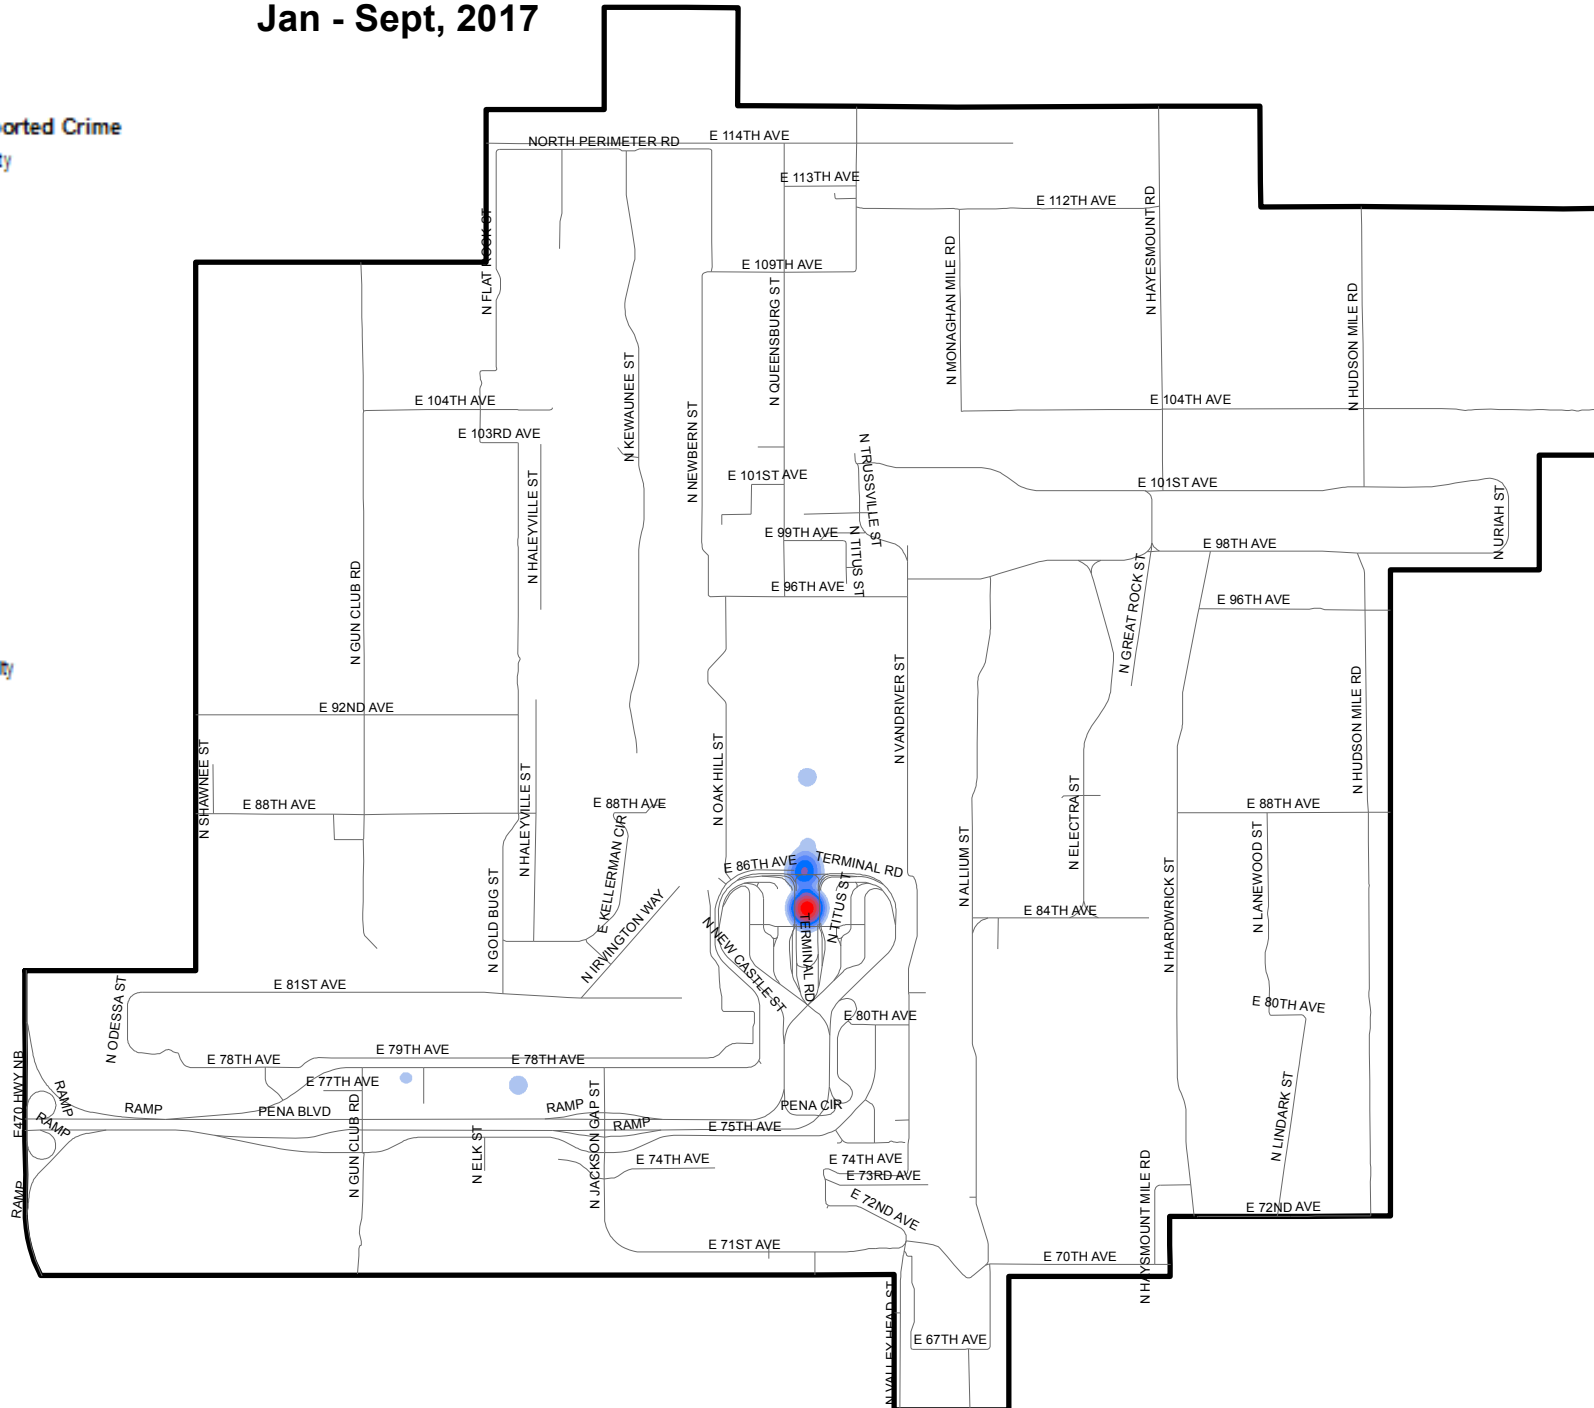 Jan - Sept, 2017
orted Crime
ty
lty
E 114TH AVE
NORTH PERIMETER RD
E 113TH AVE
E 112TH AVE
N HAYESMOUNT RD
N FLAT ROCK ST
E 109TH AVE
N MONAGHAN MILE RD
N QUEENSBURG ST
N HUDSON MILE RD
N KEWAUNEE ST
E 104TH AVE
E 104TH AVE
E 103RD AVE
N NEWBERN ST
N TRUSSVILLE ST
E 101ST AVE
E 101ST AVE
N HALEYVILLE ST
N URIAH ST
E 99TH AVE
N TITUS ST
E 98TH AVE
E 96TH AVE
E 96TH AVE
N GREAT ROCK ST
N GUN CLUB RD
N VANDRIVER ST
N HUDSON MILE RD
E 92ND AVE
N SHAWNEE ST
N OAK HILL ST
N HALEYVILLE ST
E 88TH AVE
E 88TH AVE
E 88TH AVE
N ELECTRA ST
N LANEWOOD ST
N ALLIUM ST
E KELLERMAN CIR
E 86TH AVE
TERMINAL RD
N HARDWRICK ST
N GOLD BUG ST
N TITUS ST
E 84TH AVE
N IRVINGTON WAY
N NEW CASTLE ST
TERMINAL RD
E 81ST AVE
N ODESSA ST
E 80TH AVE
E 80TH AVE
E 79TH AVE
E 78TH AVE
E 78TH AVE
E 77TH AVE
E470 HWY NB
RAMP
RAMP
RAMP
PENA BLVD
RAMP
RAMP
PENA CIR
E 75TH AVE
N LINDARK ST
N GUN CLUB RD
N ELK ST
N JACKSON GAP ST
E 74TH AVE
E 74TH AVE
E 73RD AVE
RAMP
E 72ND AVE
E 72ND AVE
N HAYSMOUNT MILE RD
E 71ST AVE
E 70TH AVE
N VALLEY HEAD ST
E 67TH AVE